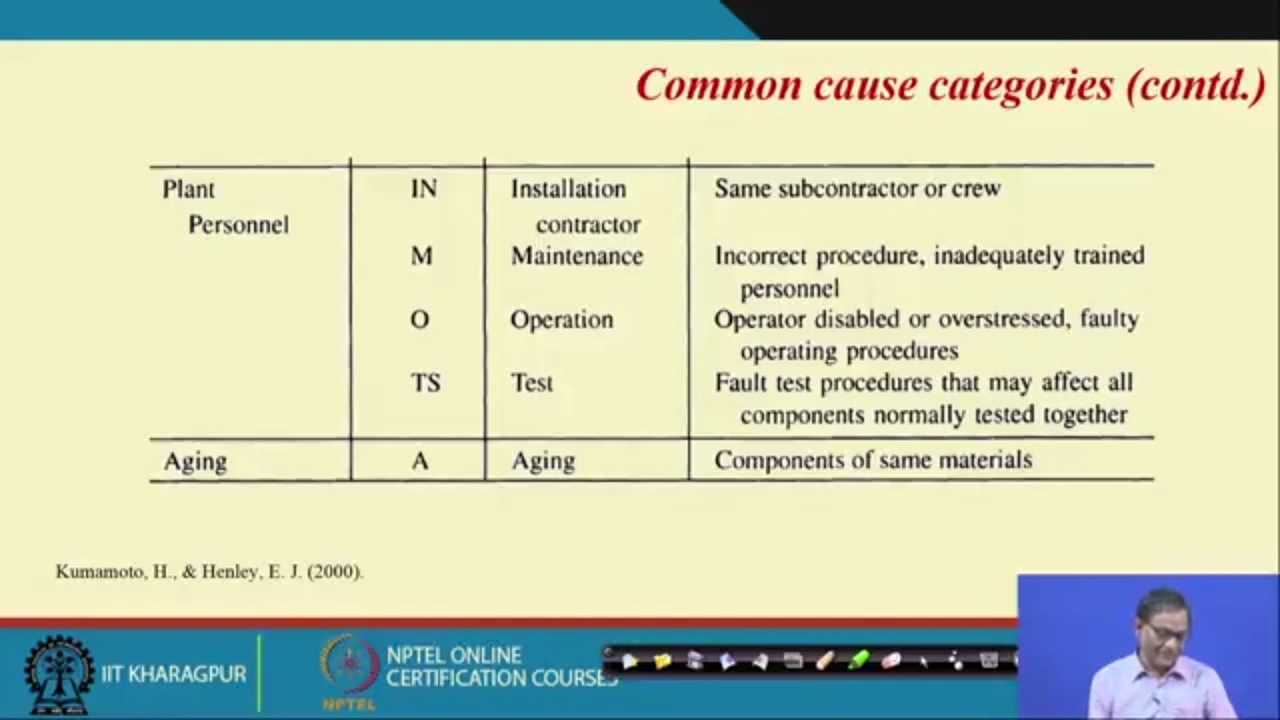 Common cause categories (contd.)
Plant
Personnel
IN
Installation
contractor
Same subcontractor or crew
M
Maintenance
Incorrect procedure, inadequately trained
personnel
O
Operation
Operator disabled or overstressed, faulty
operating procedures
TS
Test
Fault test procedures that may affect all
components normally tested together
Aging
A
Aging
Components of same materials
Kumamoto, H., & Henley, E. J. (2000).
IIT KHARAGPUR
NPTEL
NPTEL ONLINE
CERTIFICATION COURSES